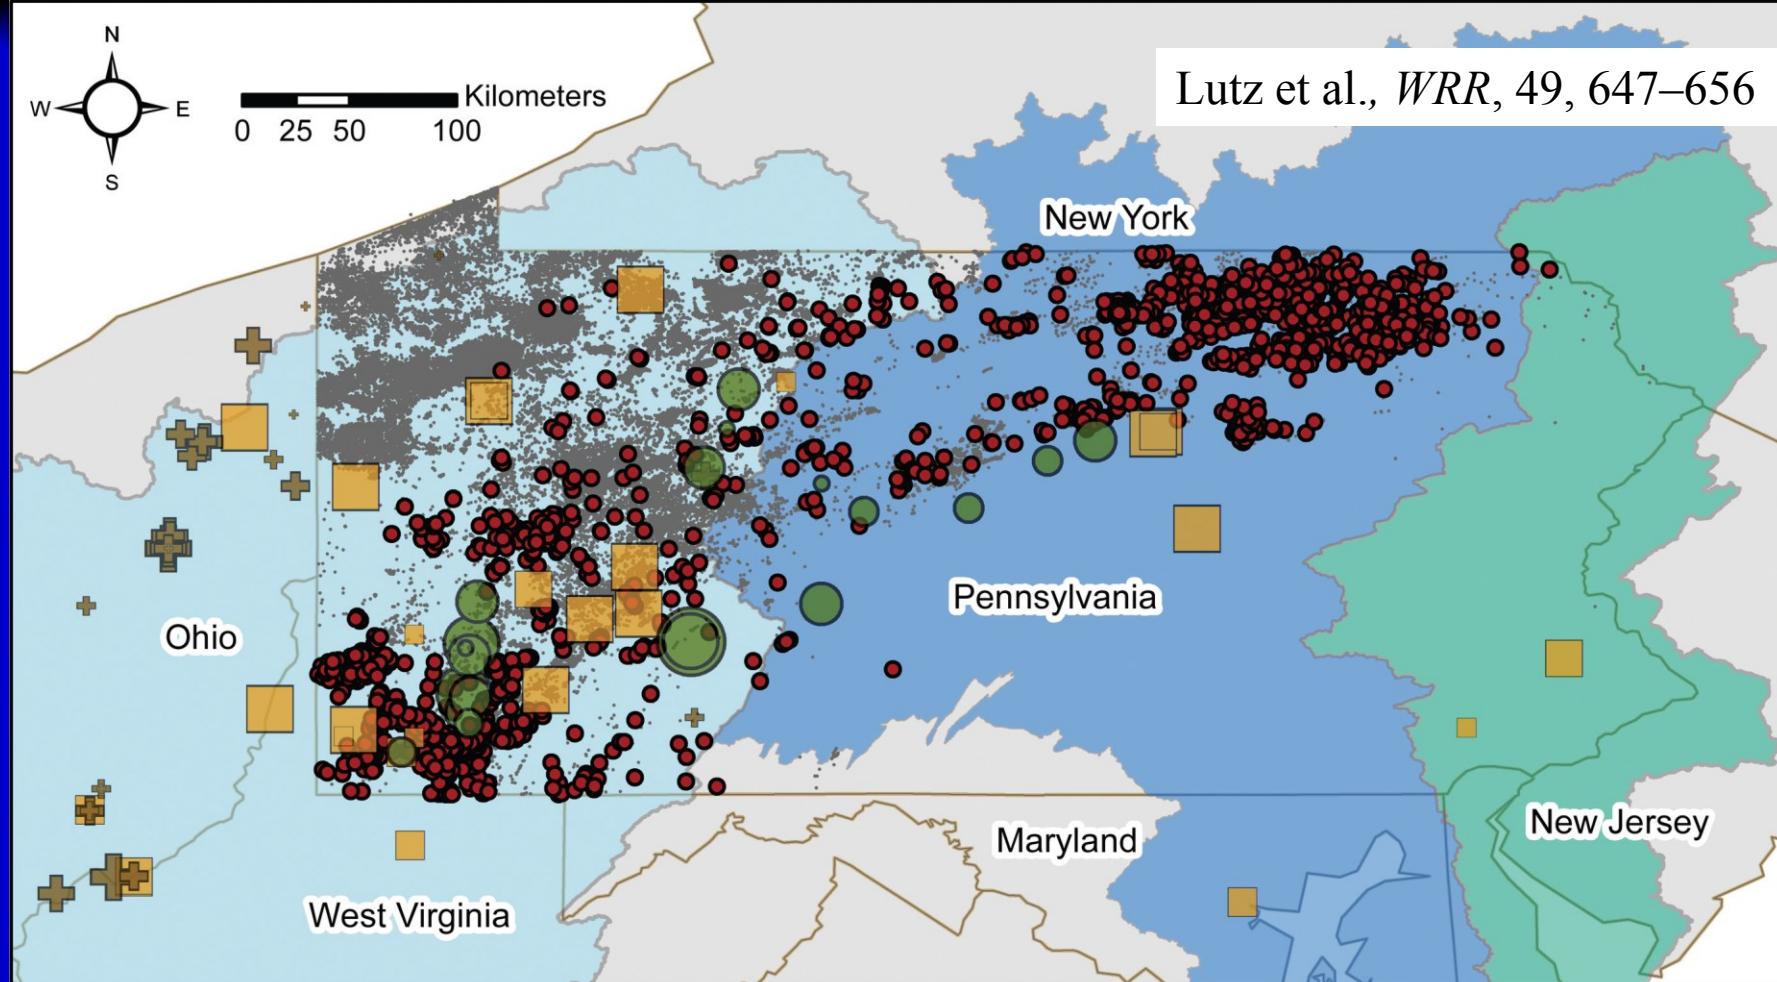 N
W E
S
Kilometers
0 25 50 100
Lutz et al., WRR, 49, 647–656
New York
Pennsylvania
Ohio
New Jersey
Maryland
West Virginia